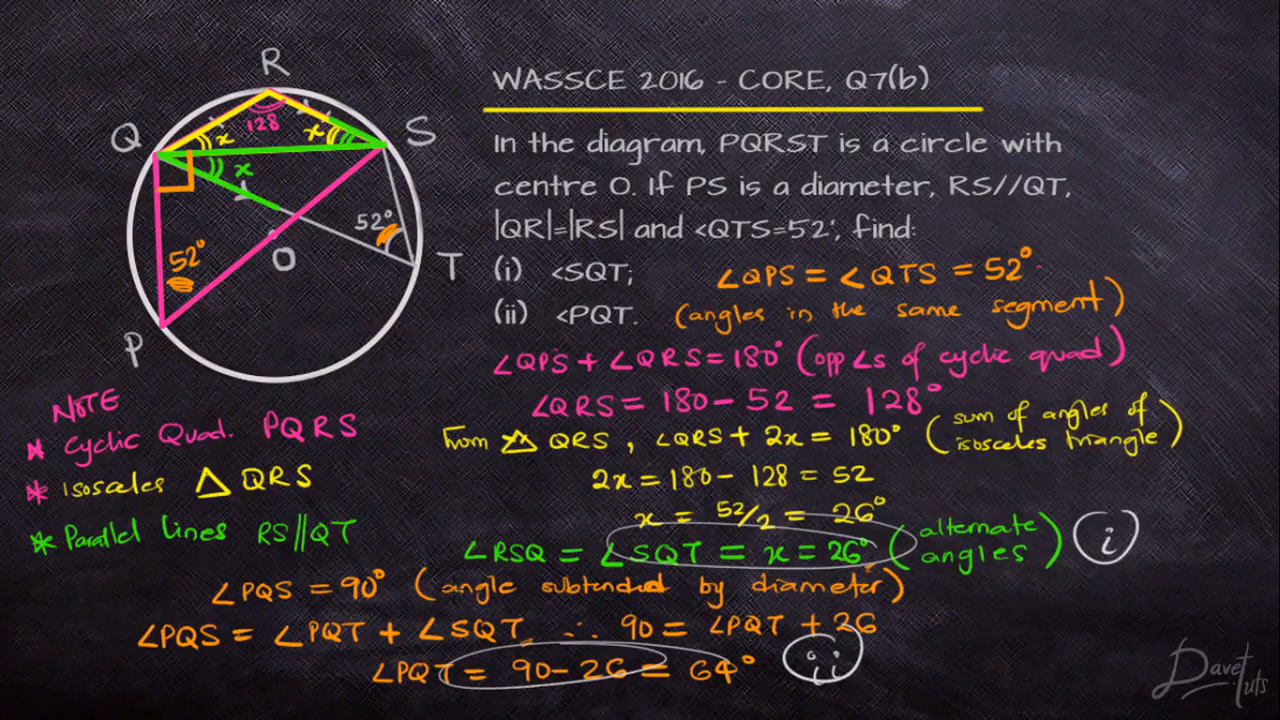 R
Q
S
128
x
x
x
52°
52°
O
T
P
WASSCE 2016 - CORE, Q7(b)
In the diagram, PQRST is a circle with
centre O. If PS is a diameter, RS//QT,
|QR|=|RS| and <QTS=52°, find:
(i) <SQT;
(ii) <PQT.
∠QPS = ∠QTS = 52°
(angles in the same segment)
∠QPS + ∠QRS = 180° (opp ∠s of cyclic quad)
∠QRS = 180 - 52 = 128°
from △ QRS, ∠QRS + 2x = 180° (sum of angles of isosceles triangle)
2x = 180 - 128 = 52
x = 52/2 = 26°
∠RSQ = ∠SQT = x = 26° (alternate angles) i
NOTE
* Cyclic Quad. PQRS
* isosceles △ QRS
* Parallel lines RS||QT
∠PQS = 90° (angle subtended by diameter)
∠PQS = ∠PQT + ∠SQT ∴ 90 = ∠PQT + 26
∠PQT = 90 - 26 = 64° ii
Davet Tuts